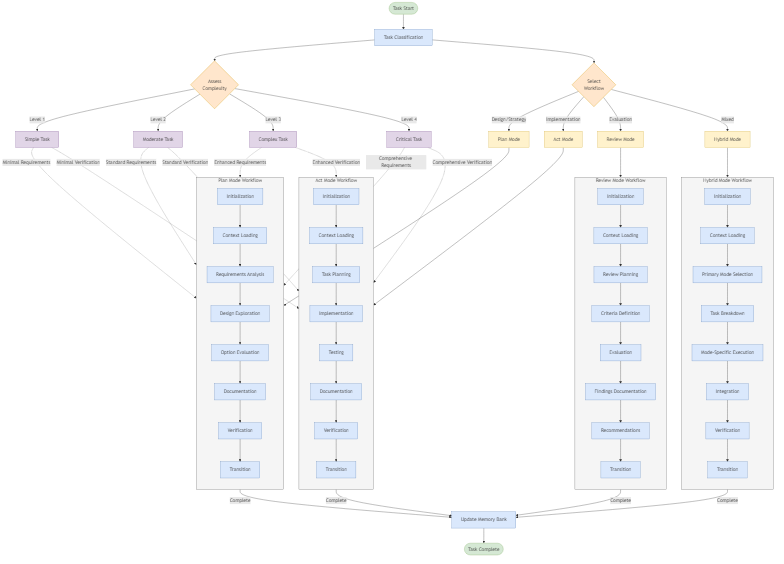 Task Start
Task Classification
Assess
Complexity
Select
Workflow
Level 1
Level 2
Level 3
Level 4
Design/Strategy
Implementation
Evaluation
Mixed
Simple Task
Moderate Task
Complex Task
Critical Task
Plan Mode
Act Mode
Review Mode
Hybrid Mode
Minimal Requirements
Minimal Verification
Standard Requirements
Standard Verification
Enhanced Requirements
Enhanced Verification
Comprehensive
Requirements
Comprehensive Verification
Plan Mode Workflow
Initialization
Context Loading
Requirements Analysis
Design Exploration
Option Evaluation
Documentation
Verification
Transition
Act Mode Workflow
Initialization
Context Loading
Task Planning
Implementation
Testing
Documentation
Verification
Transition
Review Mode Workflow
Initialization
Context Loading
Review Planning
Criteria Definition
Evaluation
Findings Documentation
Recommendations
Transition
Hybrid Mode Workflow
Initialization
Context Loading
Primary Mode Selection
Task Breakdown
Mode-Specific Execution
Integration
Verification
Transition
Complete
Complete
Complete
Complete
Update Memory Bank
Task Complete